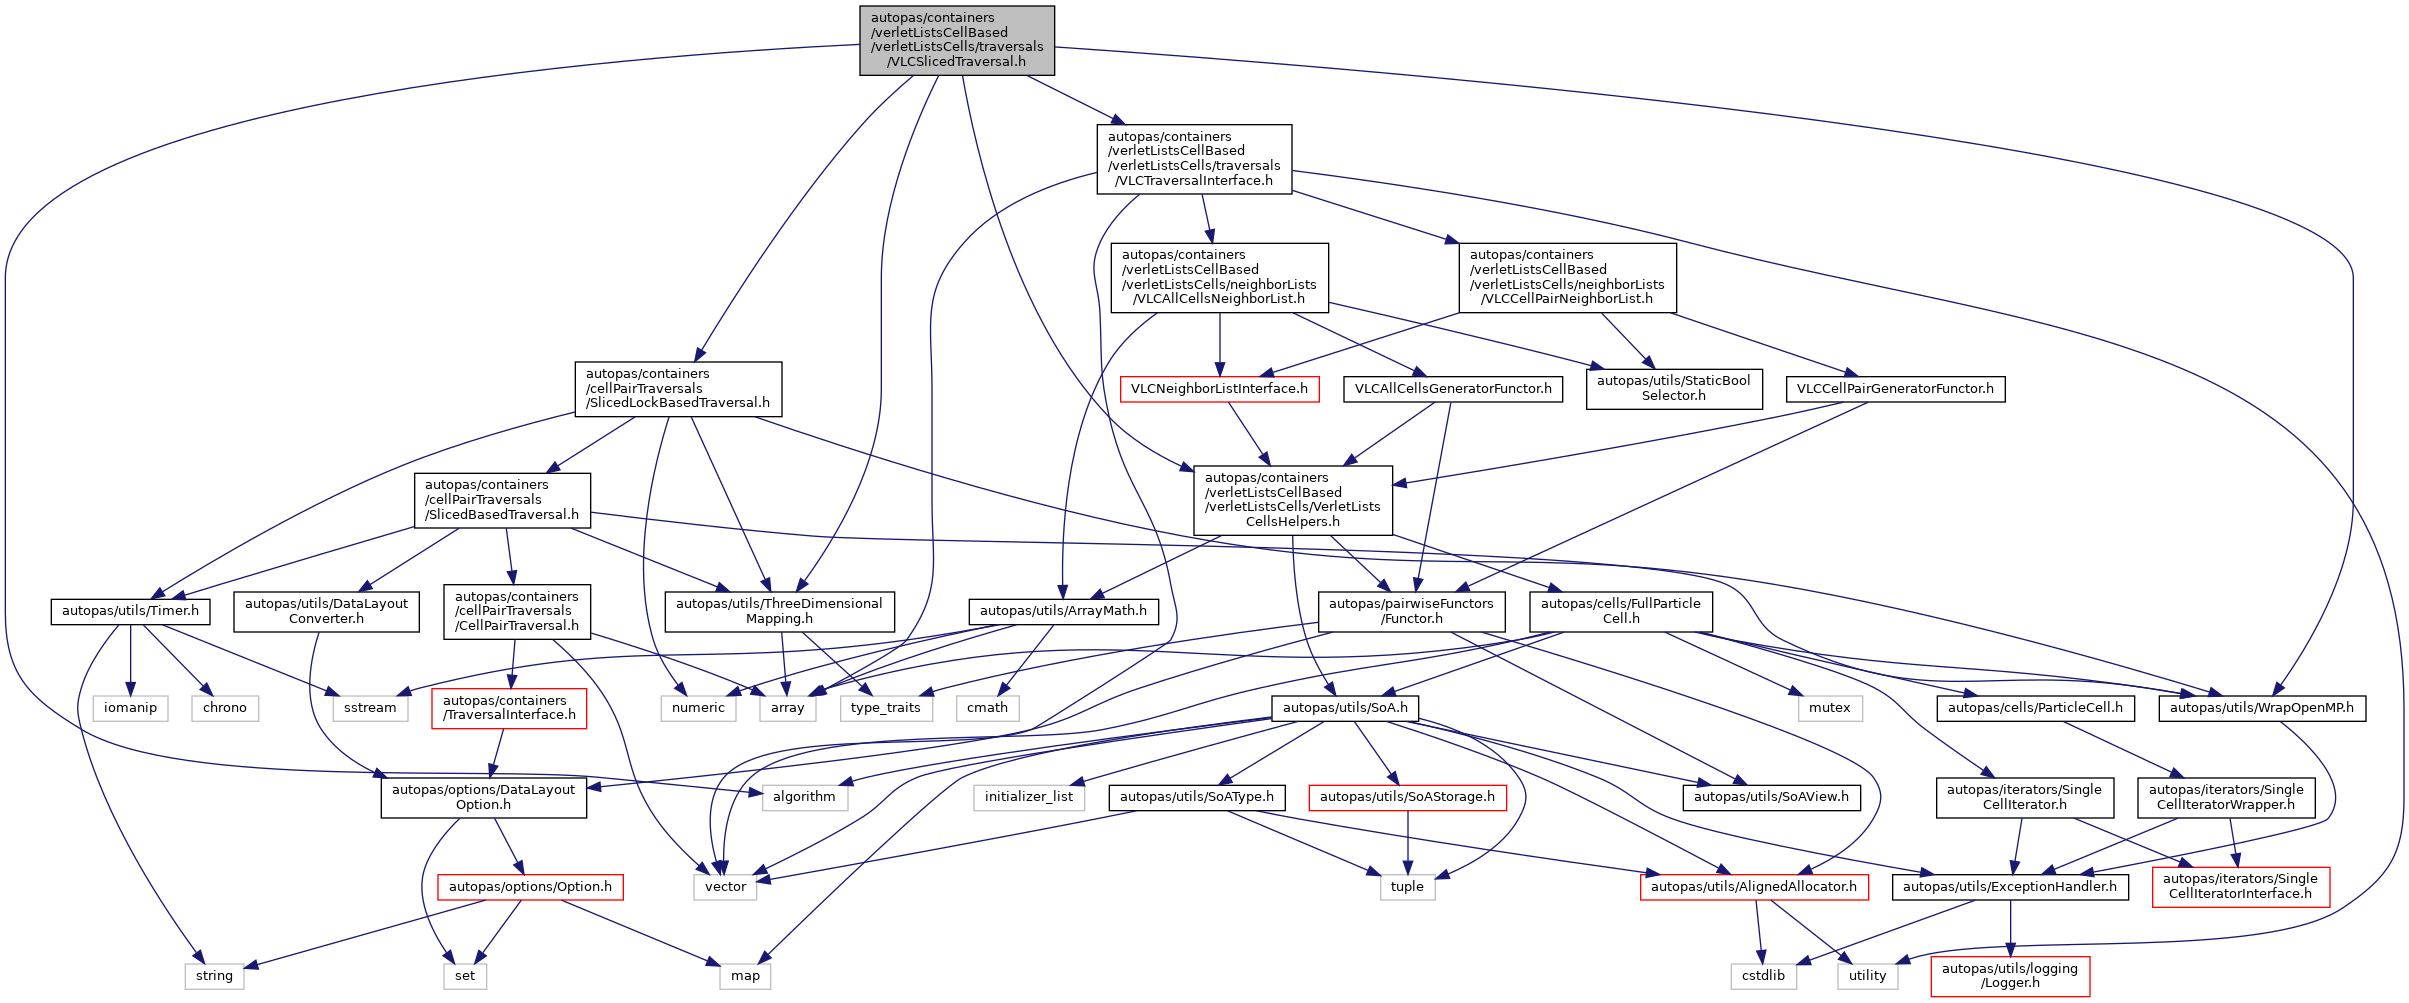 autopas/containers
/verletListsCellBased
/verletListsCells/traversals
/VLCSlicedTraversal.h
autopas/containers
/verletListsCellBased
/verletListsCells/traversals
/VLCTraversalInterface.h
autopas/containers
/verletListsCellBased
/verletListsCells/neighborLists
/VLCAllCellsNeighborList.h
autopas/containers
/verletListsCellBased
/verletListsCells/neighborLists
/VLCCellPairNeighborList.h
autopas/containers
/cellPairTraversals
/SlicedLockBasedTraversal.h
VLCNeighborListInterface.h
VLCAllCellsGeneratorFunctor.h
autopas/utils/StaticBool
Selector.h
VLCCellPairGeneratorFunctor.h
autopas/containers
/cellPairTraversals
/SlicedBasedTraversal.h
autopas/containers
/verletListsCellBased
/verletListsCells/VerletLists
CellsHelpers.h
autopas/utils/Timer.h
autopas/utils/DataLayout
Converter.h
autopas/containers
/cellPairTraversals
/CellPairTraversal.h
autopas/utils/ThreeDimensional
Mapping.h
autopas/utils/ArrayMath.h
autopas/pairwiseFunctors
/Functor.h
autopas/cells/FullParticle
Cell.h
iomanip
chrono
sstream
autopas/containers
/TraversalInterface.h
numeric
array
type_traits
cmath
autopas/utils/SoA.h
mutex
autopas/cells/ParticleCell.h
autopas/utils/WrapOpenMP.h
autopas/options/DataLayout
Option.h
algorithm
initializer_list
autopas/utils/SoAType.h
autopas/utils/SoAStorage.h
autopas/utils/SoAView.h
autopas/iterators/Single
CellIterator.h
autopas/iterators/Single
CellIteratorWrapper.h
autopas/options/Option.h
vector
tuple
autopas/utils/AlignedAllocator.h
autopas/utils/ExceptionHandler.h
autopas/iterators/Single
CellIteratorInterface.h
string
set
map
cstdlib
utility
autopas/utils/logging
/Logger.h